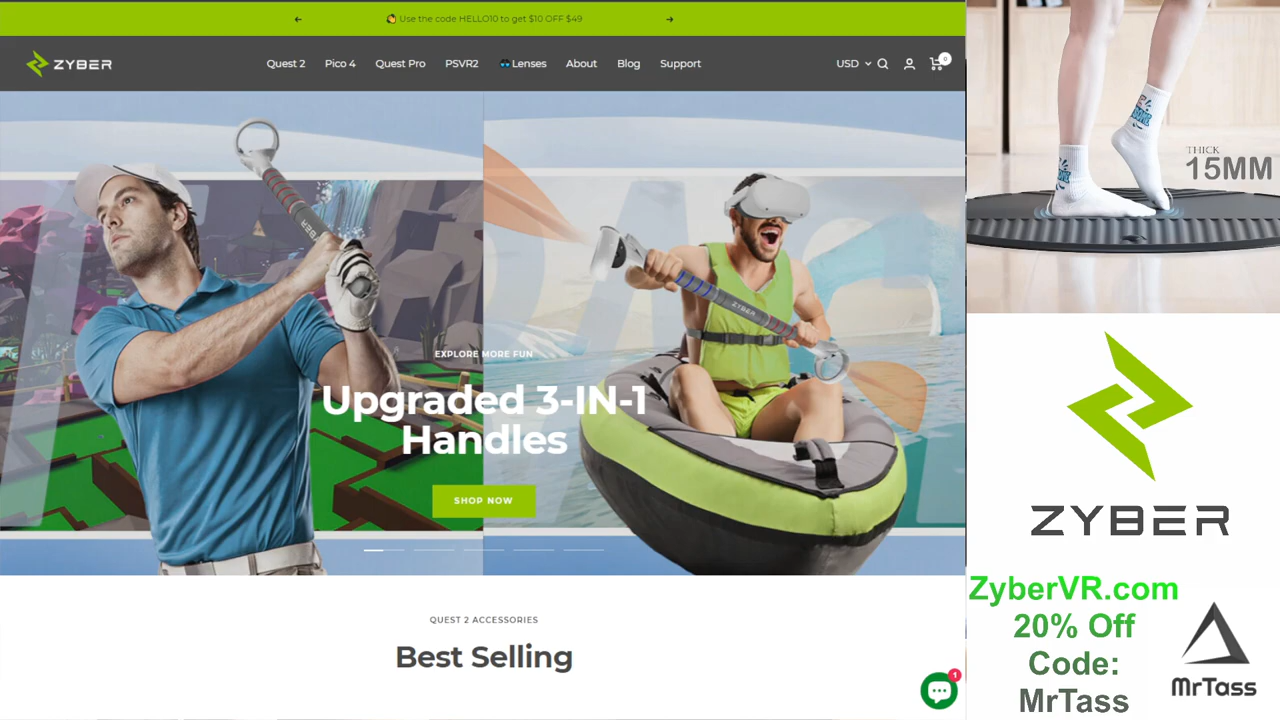 Use the code HELLO10 to get $10 OFF $49
ZYBER
Quest 2 Pico 4 Quest Pro PSVR2 Lenses About Blog Support
USD 0
ZYBER
ZYBER
EXPLORE MORE FUN
Upgraded 3-IN-1
Handles
SHOP NOW
QUEST 2 ACCESSORIES
Best Selling
1
THICK
15MM
ZYBER
ZyberVR.com
20% Off
Code:
MrTass
MrTass